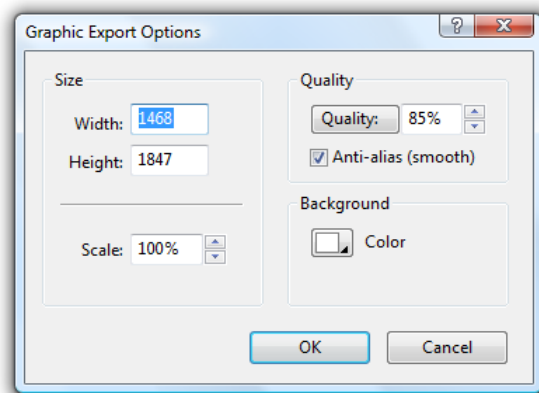 Graphic Export Options
Size
Width: 1468
Height: 1847
Scale: 100%
Quality
Quality: 85%
Anti-alias (smooth)
Background
Color
OK
Cancel